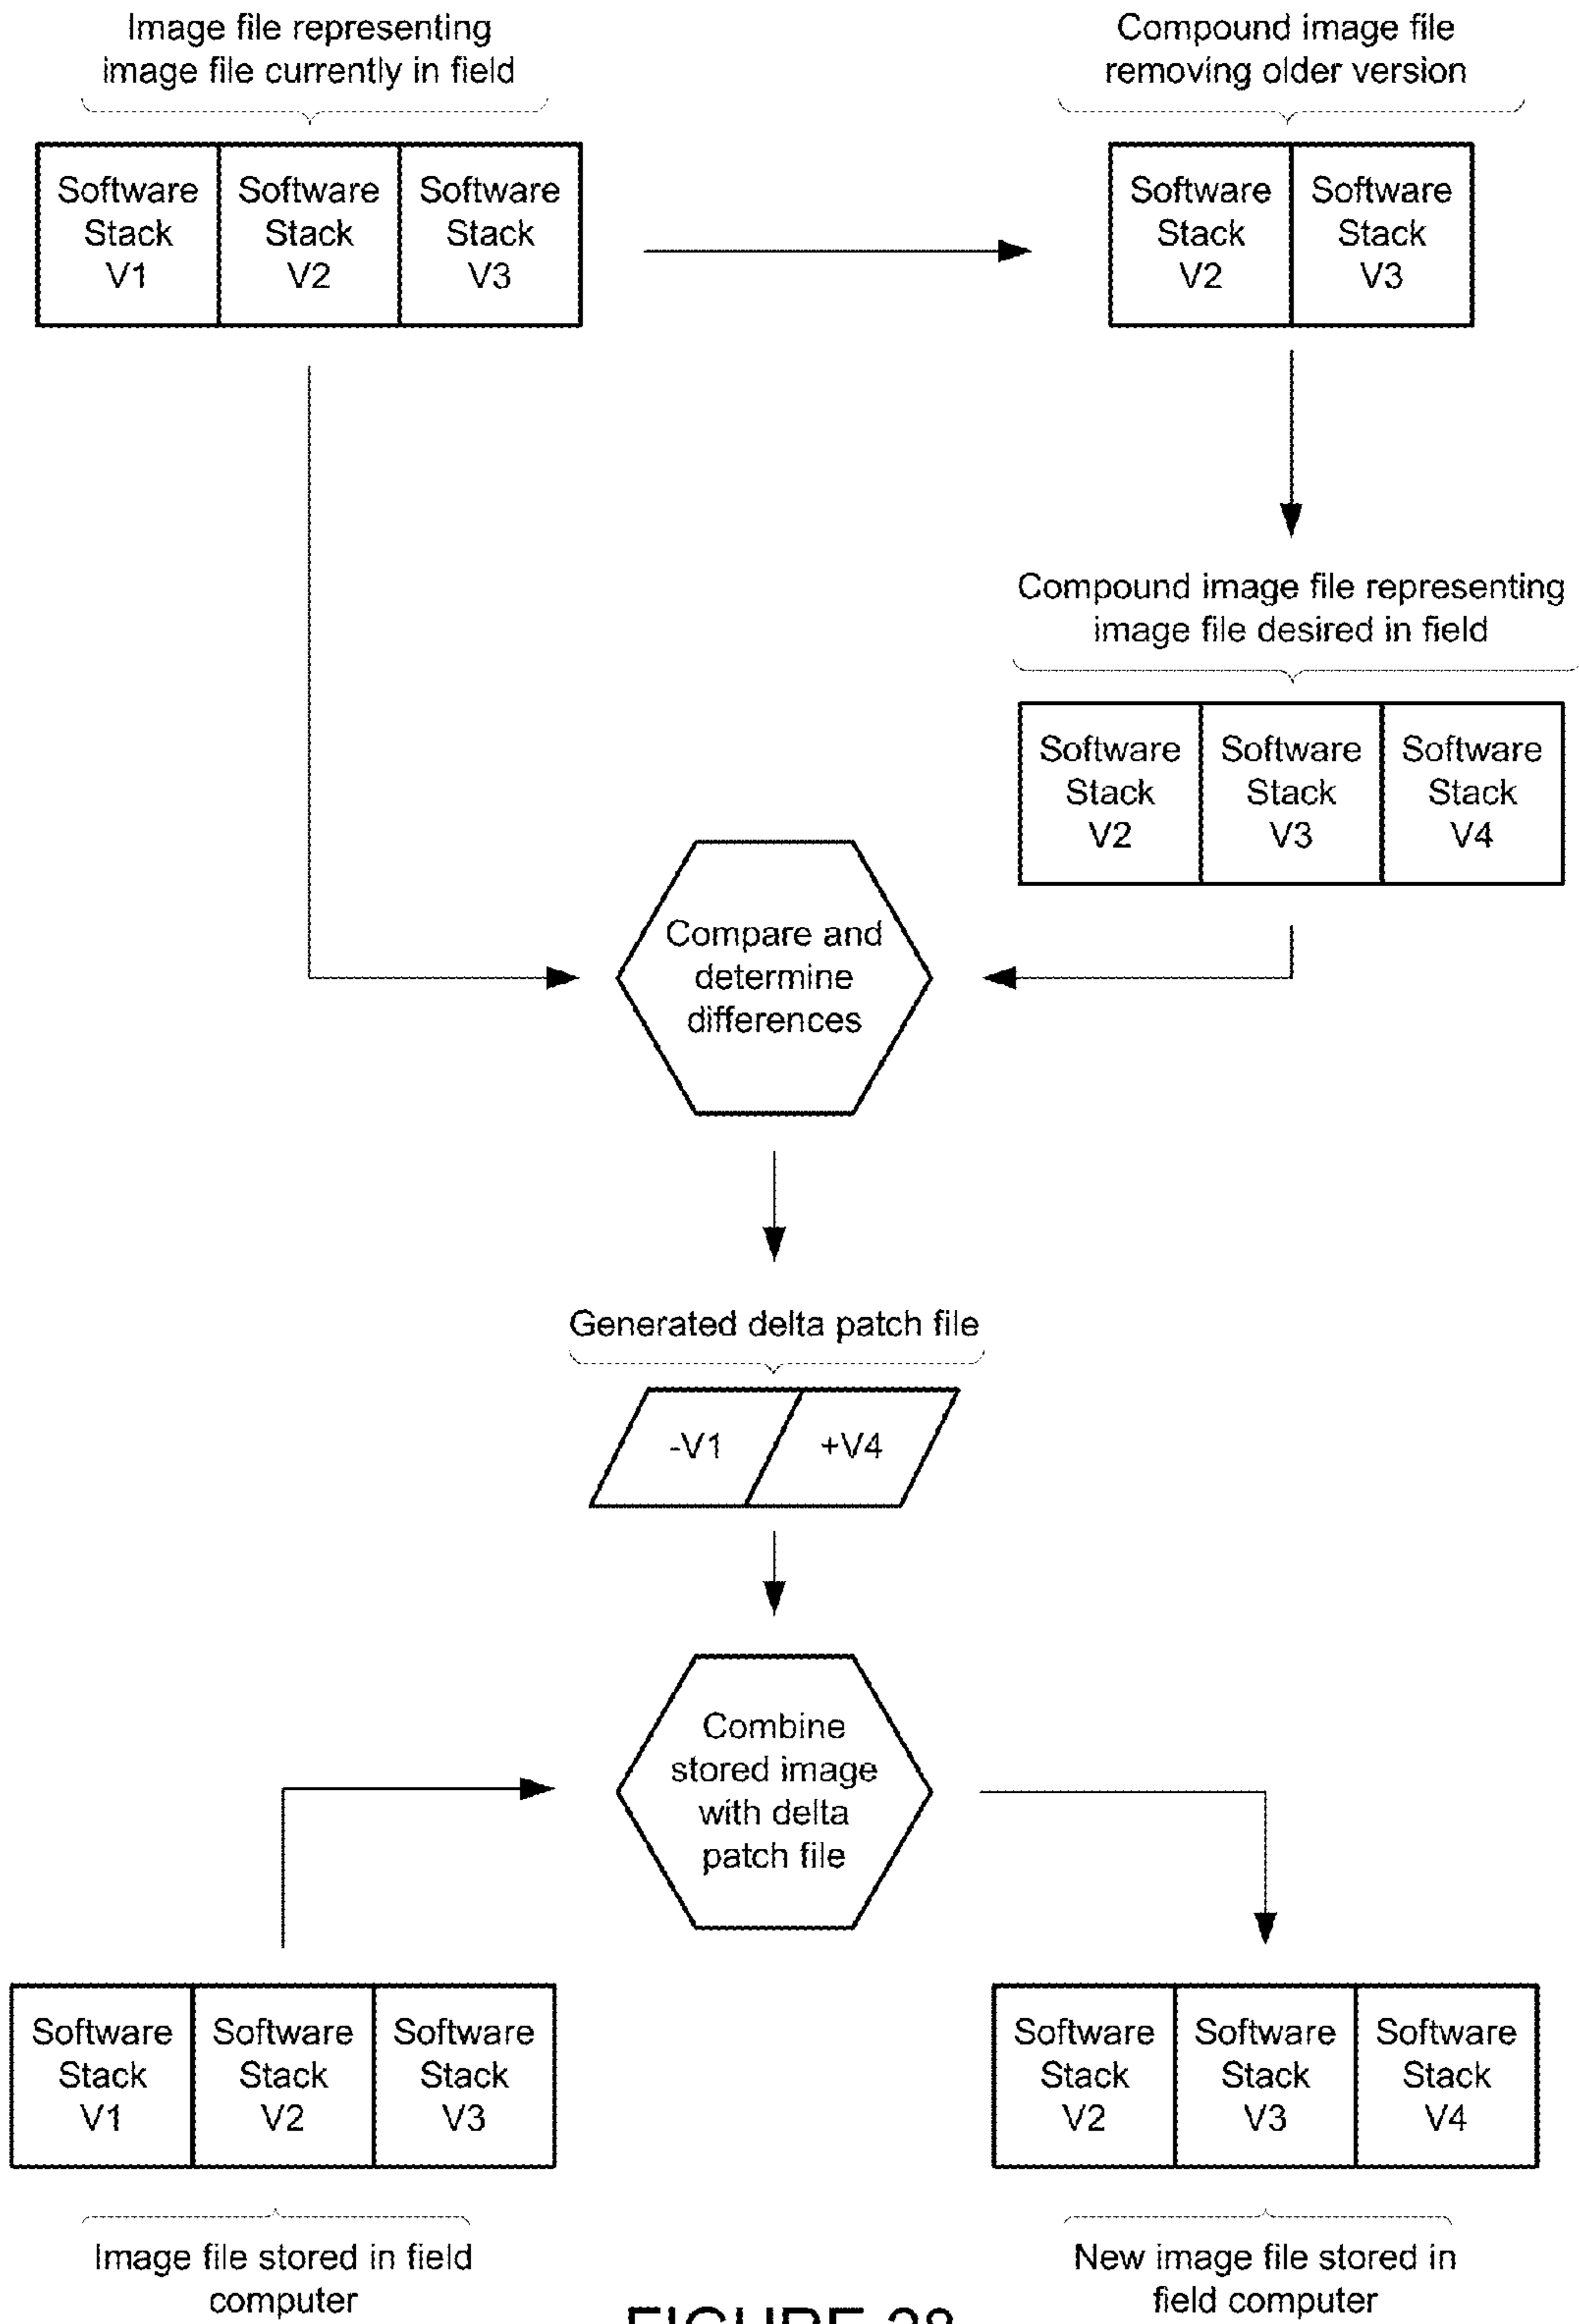 Image file representing
image file currently in field
Compound image file
removing older version
Software
Stack
V1
Software
Stack
V2
Software
Stack
V3
Software
Stack
V2
Software
Stack
V3
Compound image file representing
image file desired in field
Software
Stack
V2
Software
Stack
V3
Software
Stack
V4
Compare and
determine
differences
Generated delta patch file
-V1
+V4
Combine
stored image
with delta
patch file
Software
Stack
V1
Software
Stack
V2
Software
Stack
V3
Software
Stack
V2
Software
Stack
V3
Software
Stack
V4
Image file stored in field
computer
New image file stored in
field computer
FIGURE